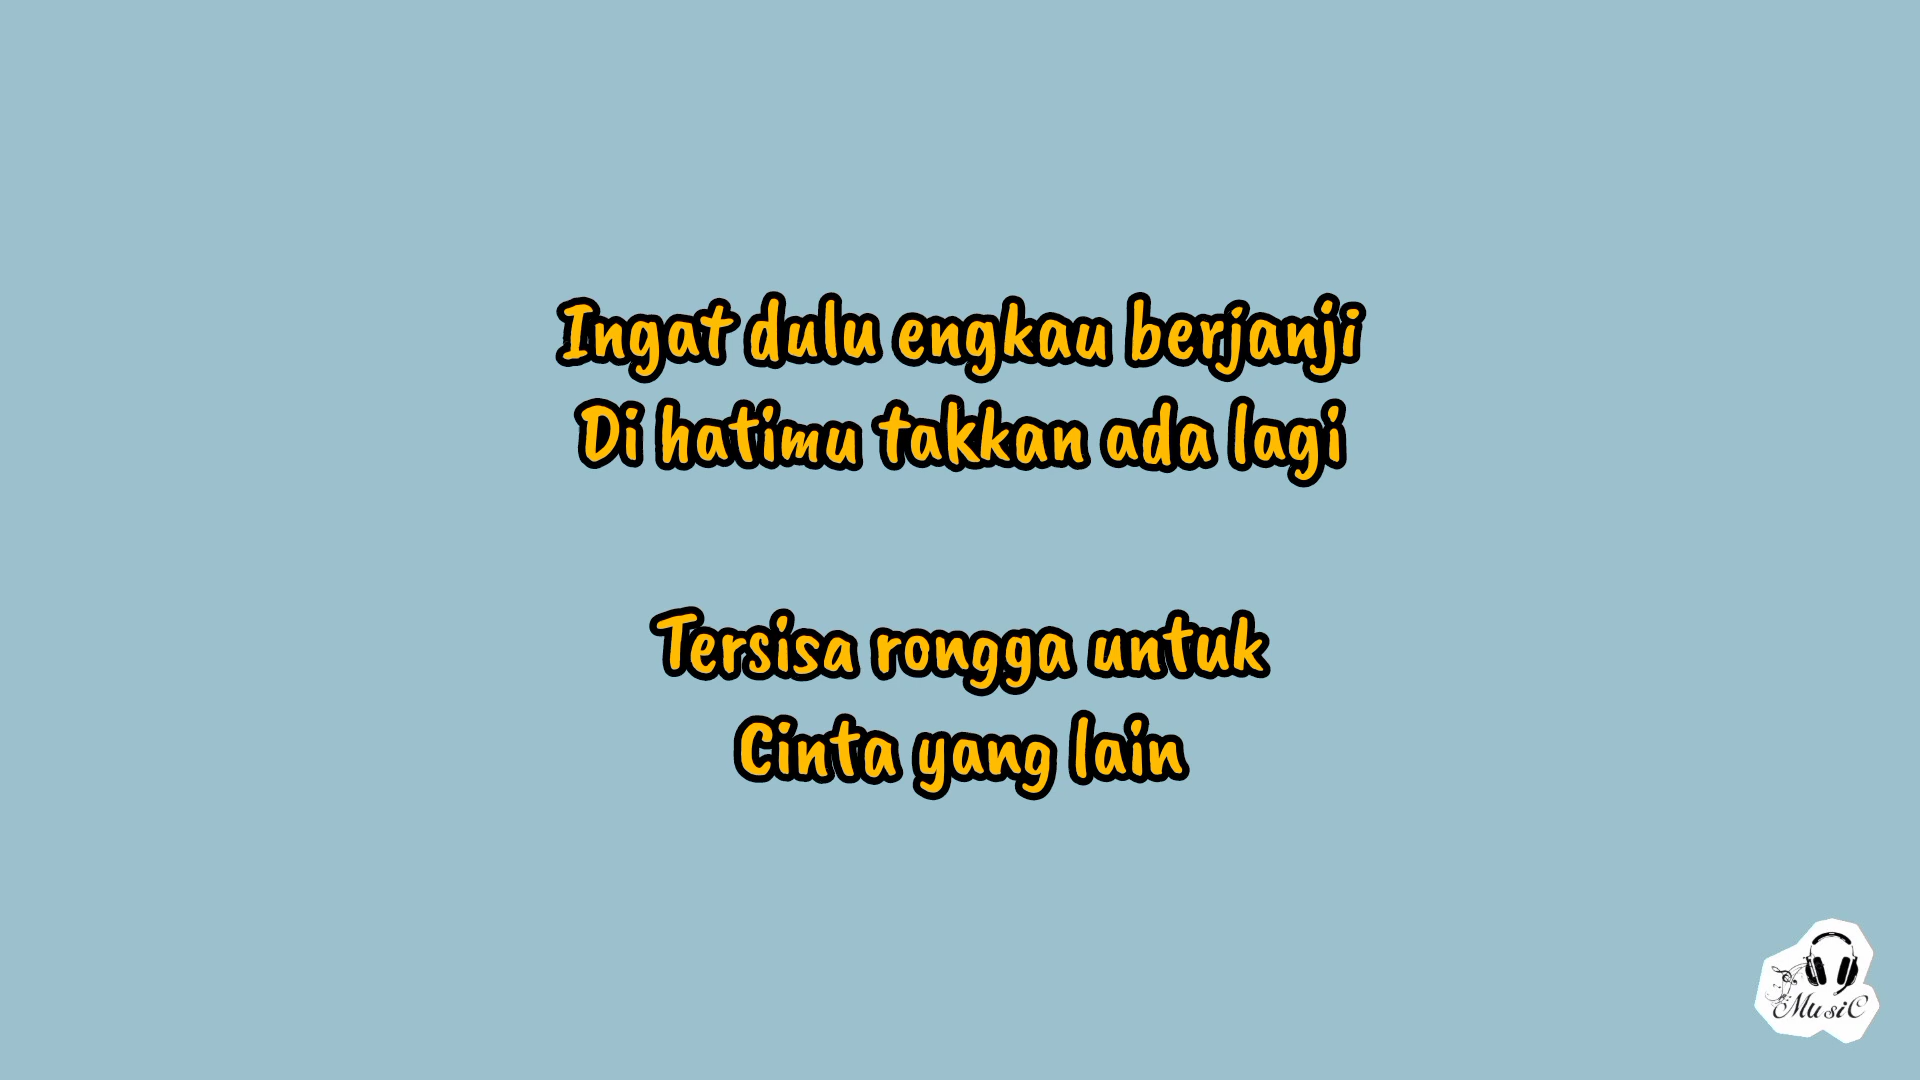 Ingat dulu engkau berjanji
Di hatimu takkan ada lagi
Tersisa rongga untuk
Cinta yang lain
MusiC